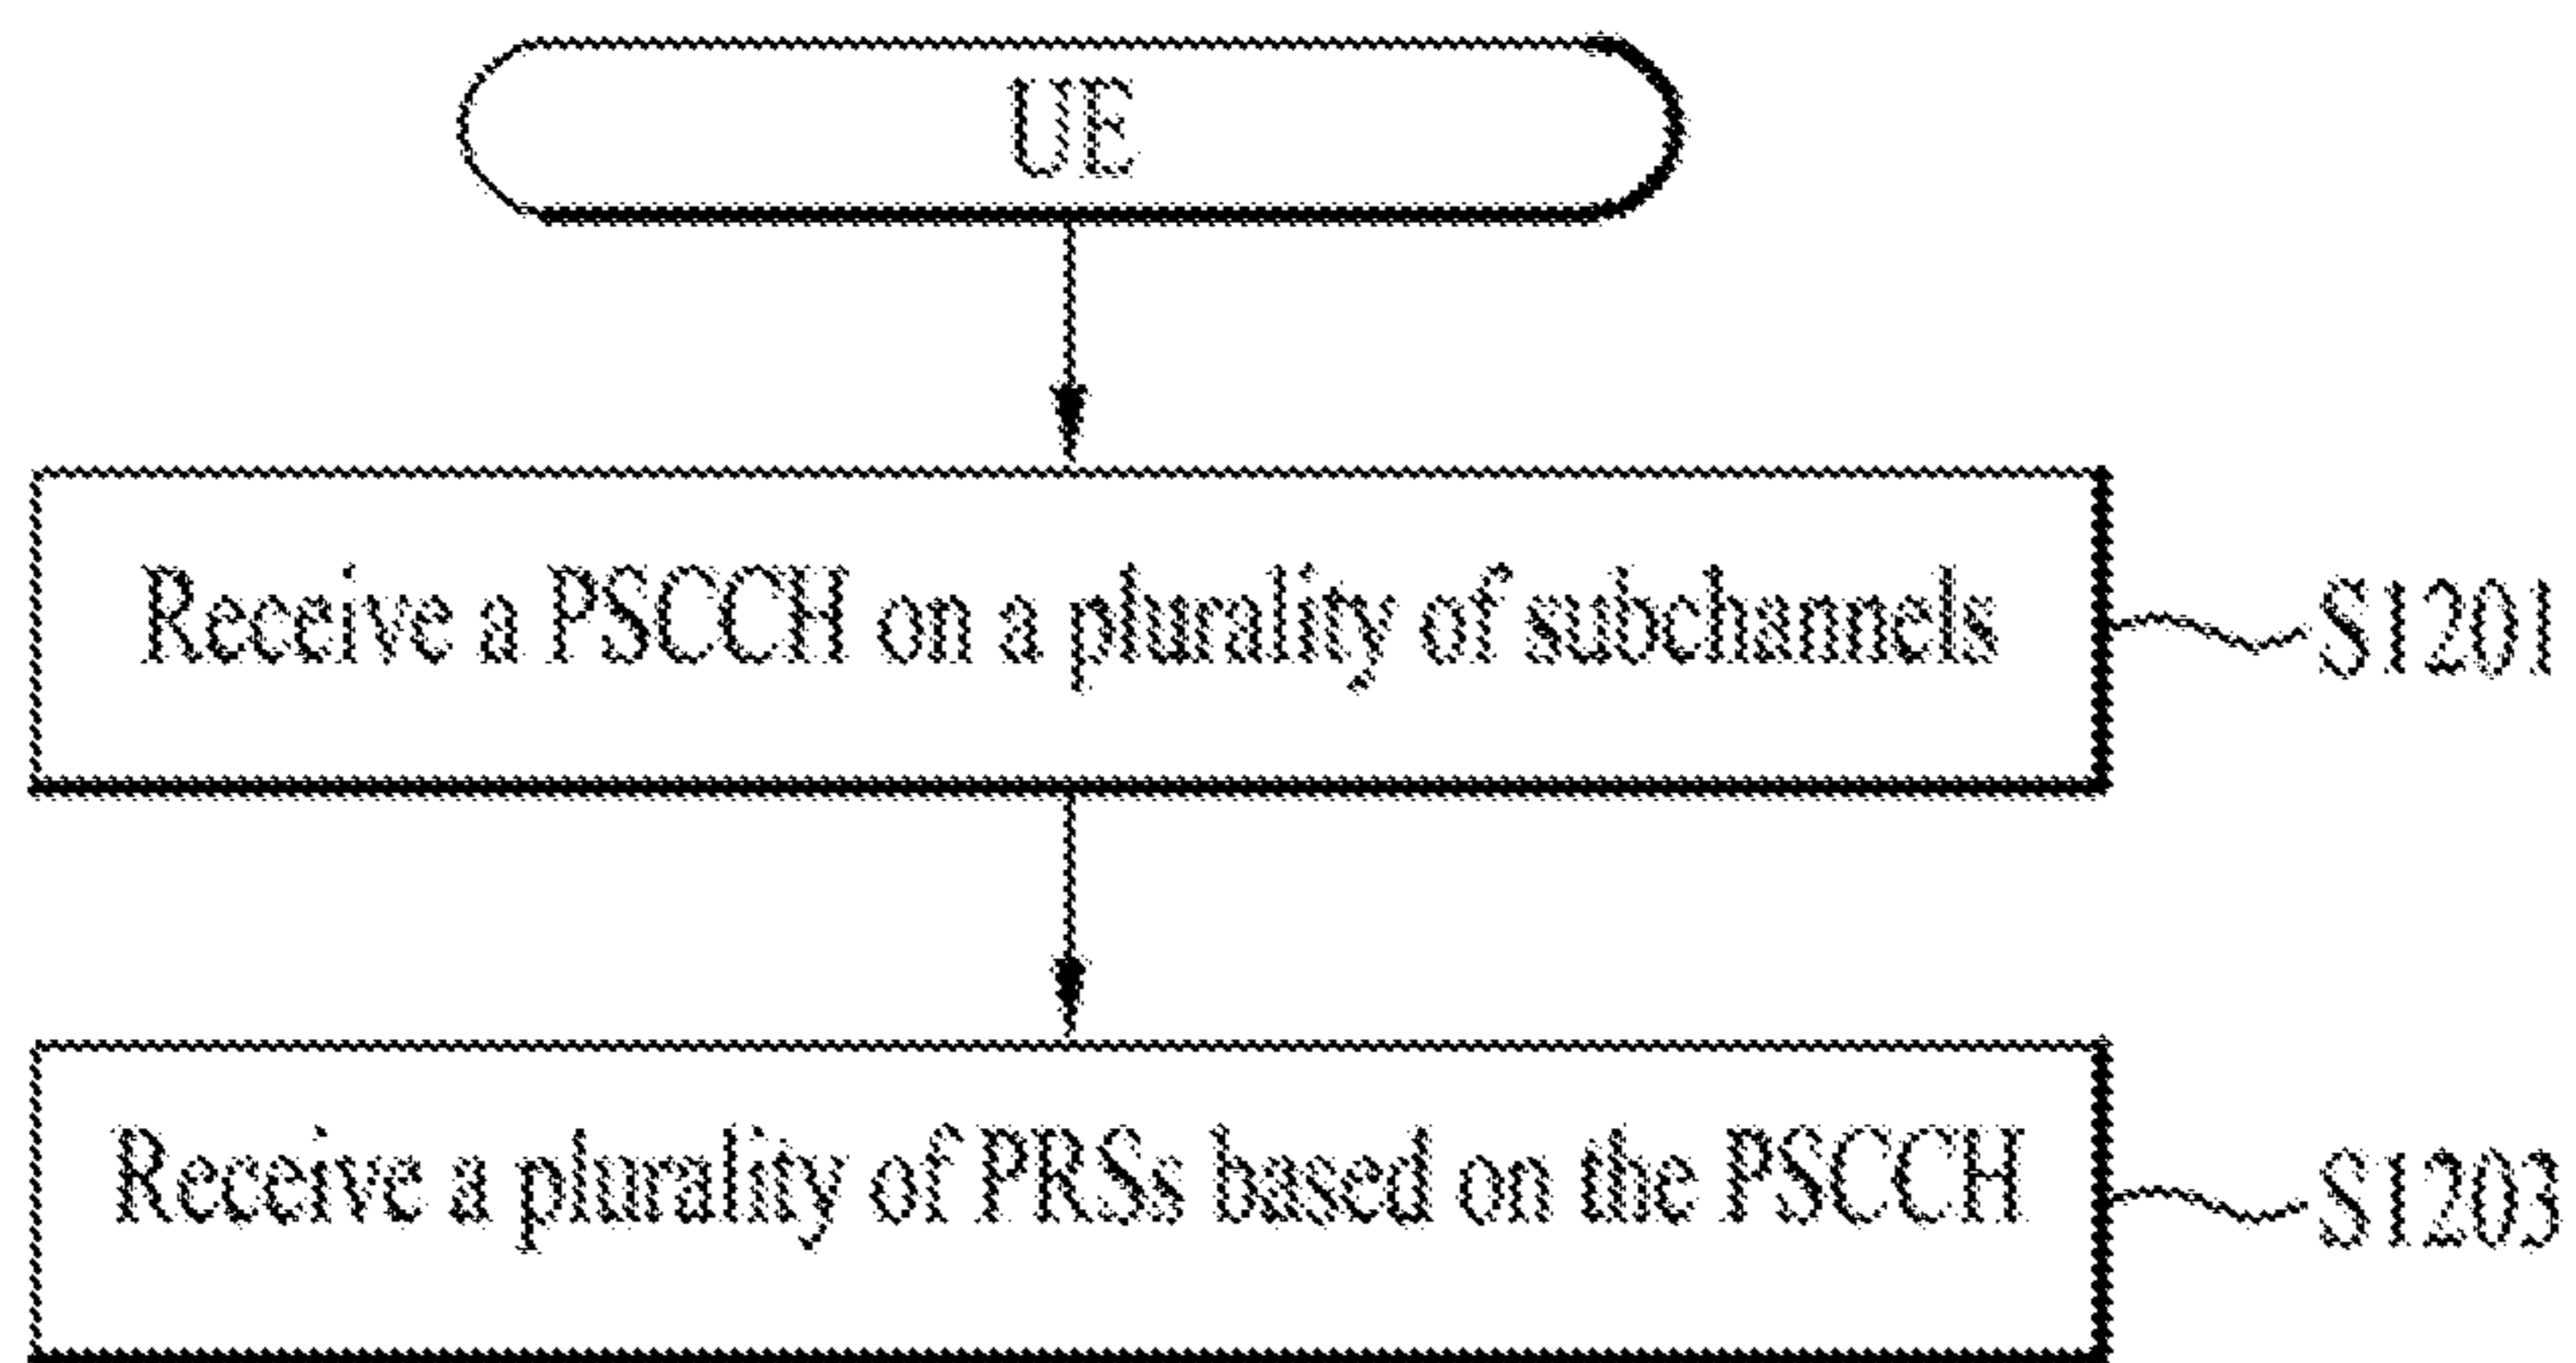 UE
Receive a PSCCH on a plurality of subchannels
S1201
Receive a plurality of PRSs based on the PSCCH
S1203